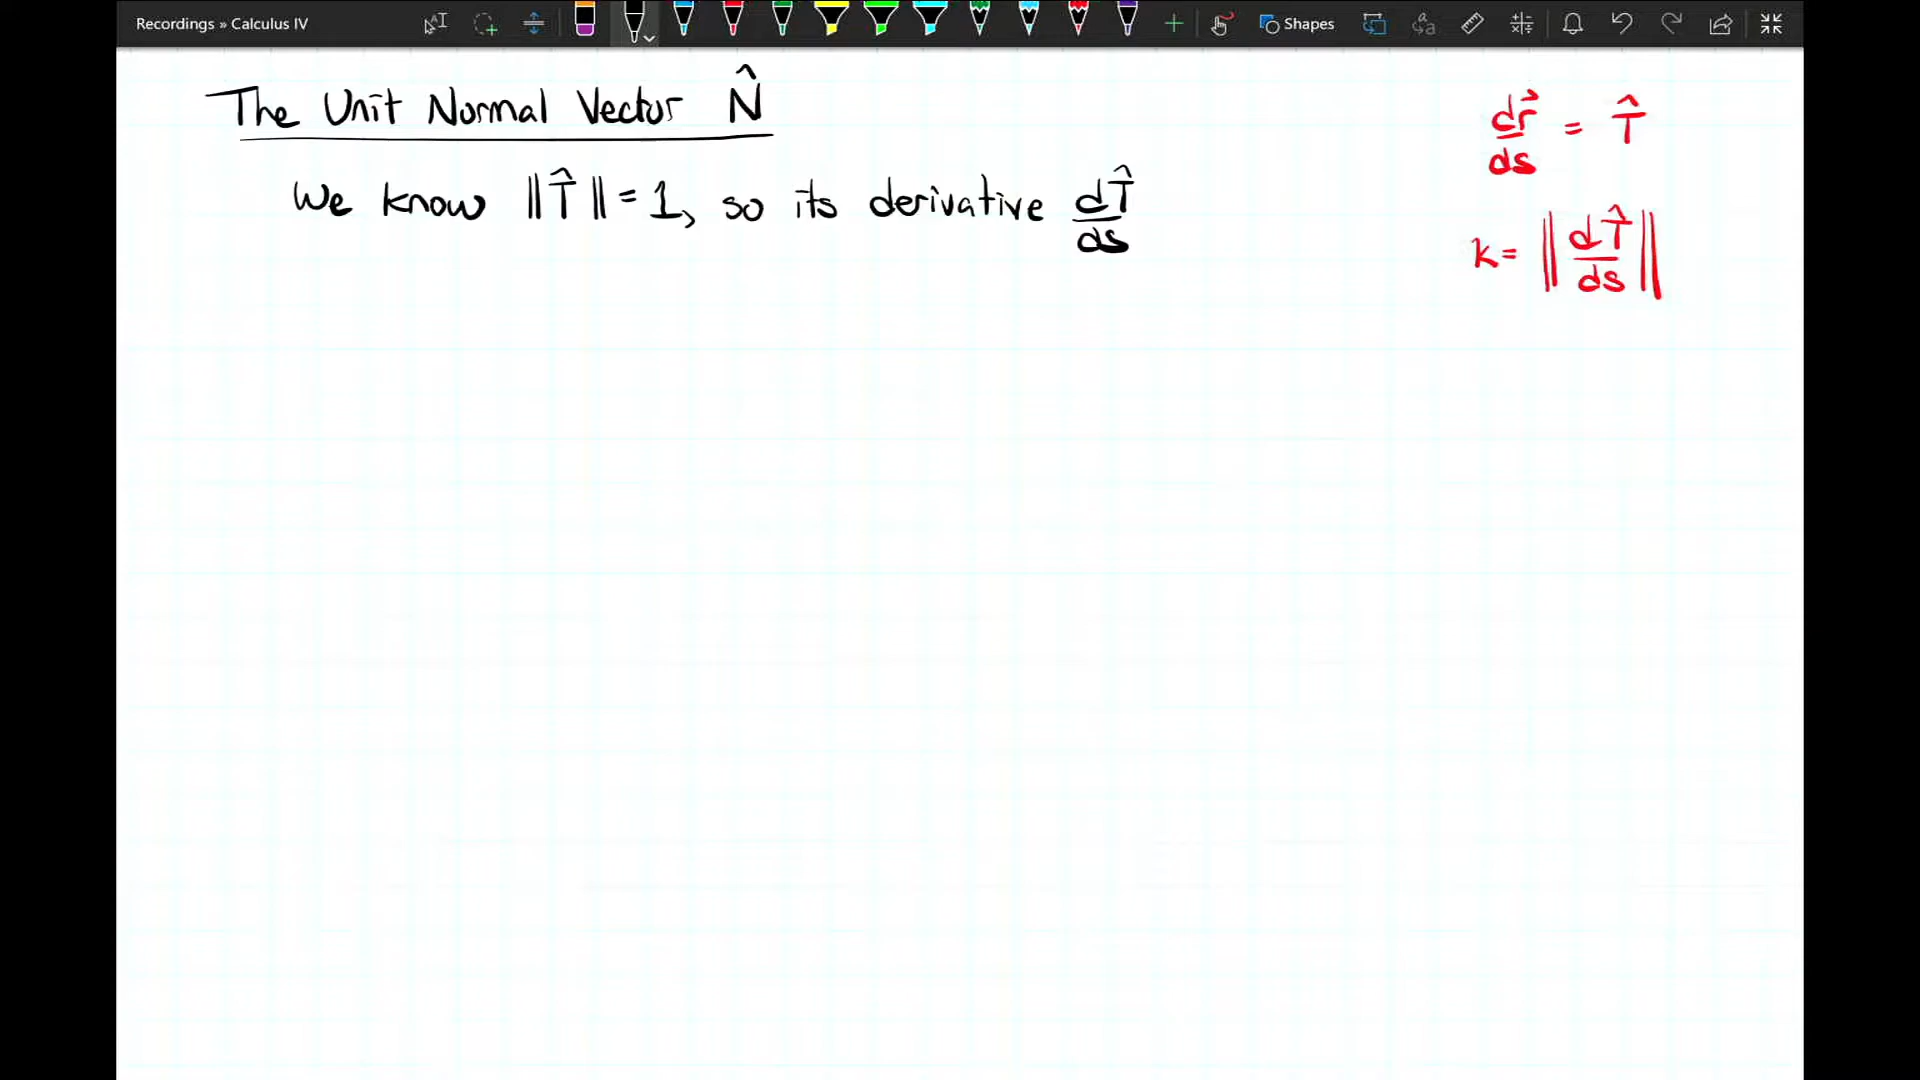 Recordings » Calculus IV
Shapes
The Unit Normal Vector N̂
We know ‖T̂‖ = 1, so its derivative dT̂/ds
dr⃗/ds = T̂
κ = ‖dT̂/ds‖